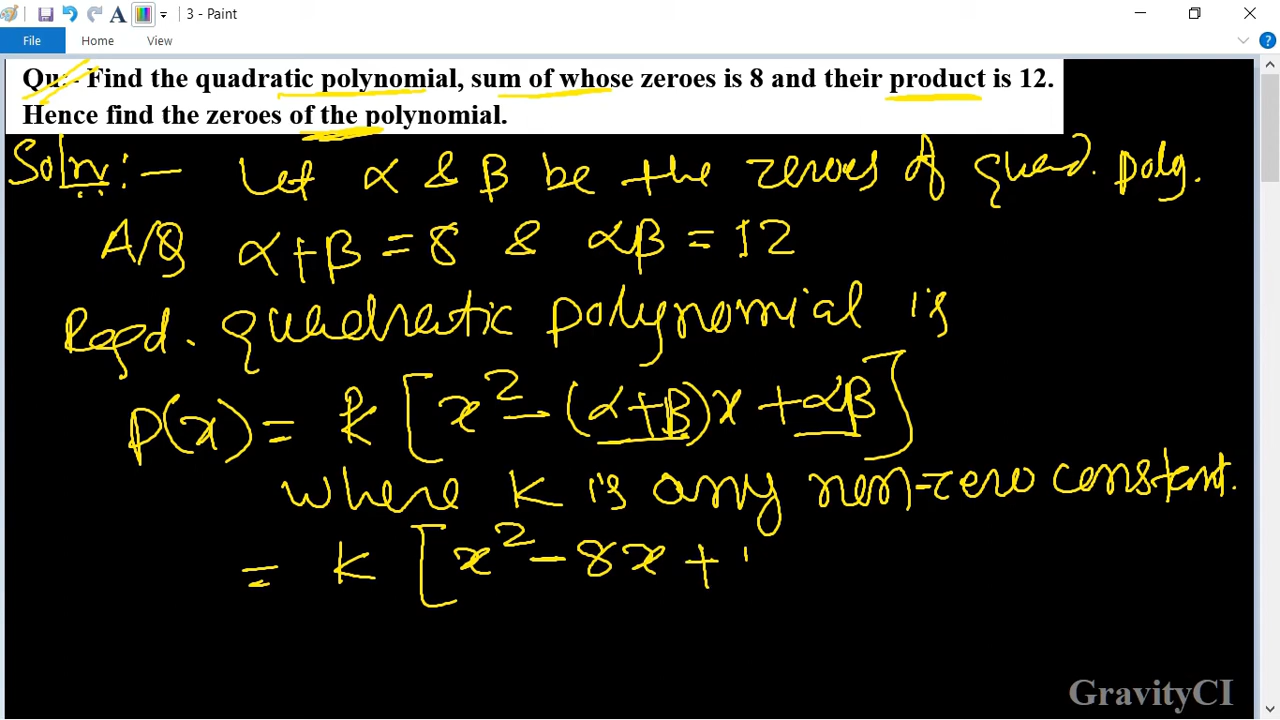 3 - Paint
File Home View
Qu:- Find the quadratic polynomial, sum of whose zeroes is 8 and their product is 12.
Hence find the zeroes of the polynomial.
Soln:- Let α & β be the zeroes of quad. poly.
A/Q α+β = 8 & αβ = 12
Reqd. quadratic polynomial is
P(x) = k [x² - (α+β)x + αβ]
where k is any non-zero constant.
= k [x² - 8x +
GravityCI